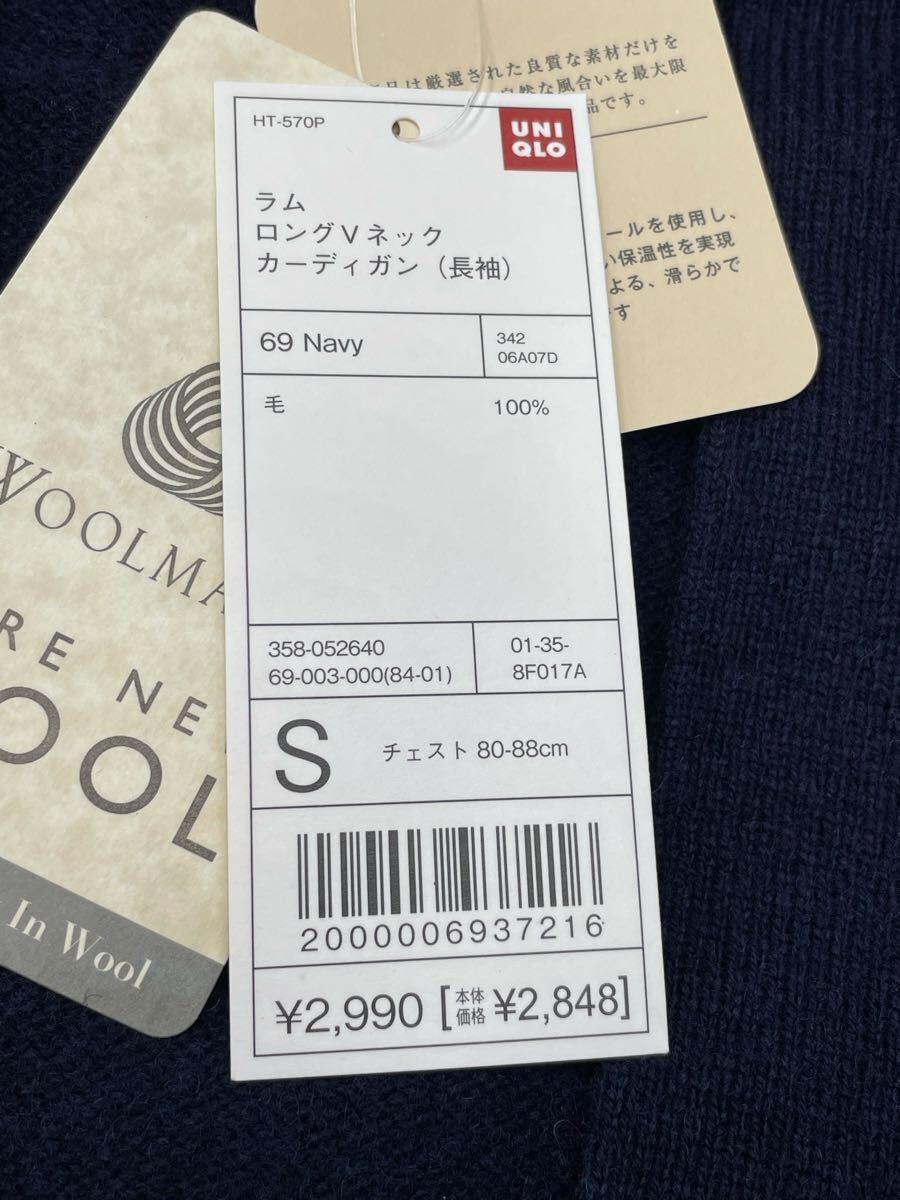 HT-570P
UNI
QLO
ラム
ロングVネック
カーディガン（長袖）
69 Navy
342
06A07D
毛 100%
358-052640
69-003-000(84-01)
01-35-
8F017A
S チェスト 80-88cm
2000006937216
¥2,990 [本体価格 ¥2,848]
は厳選された良質な素材だけを
自然な風合いを最大限
品です。
ールを使用し、
い保温性を実現
よる、滑らかで
す
WOOLMA
RE NE
OOL
In Wool